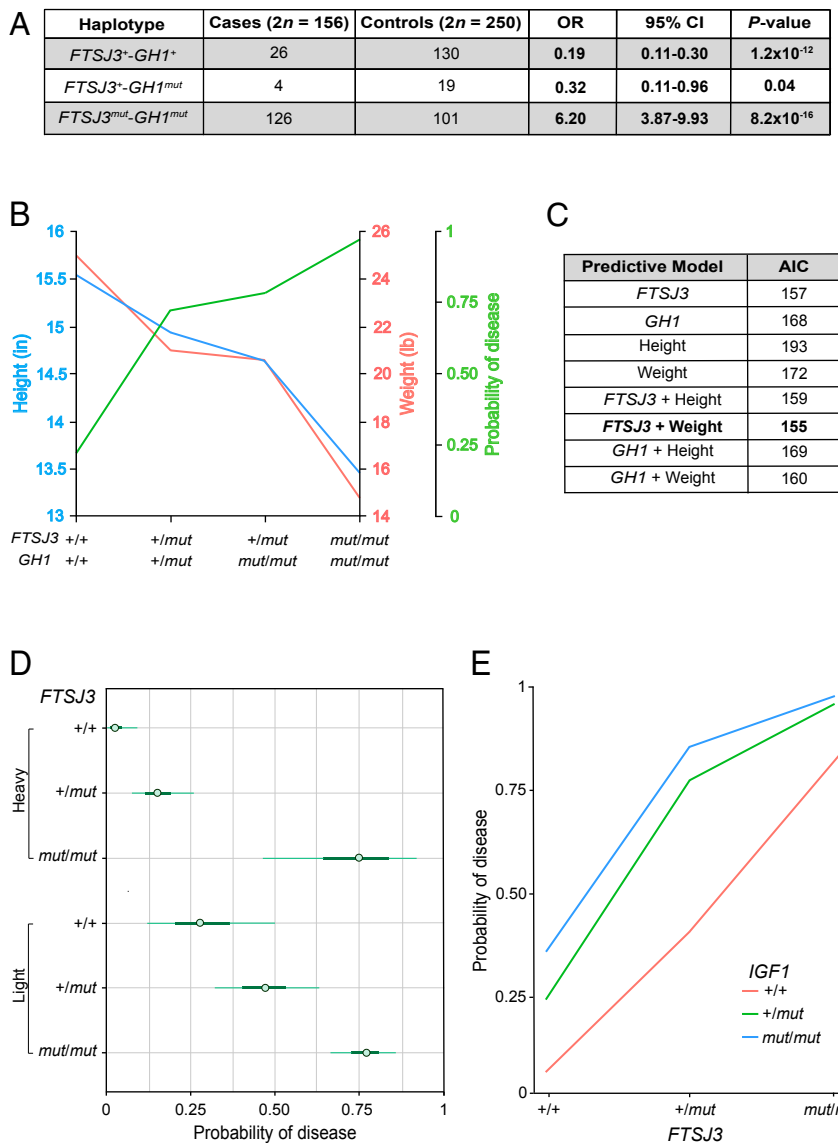 A
Haplotype Cases (2n = 156) Controls (2n = 250) OR 95% CI P-value
FTSJ3⁺-GH1⁺ 26 130 0.19 0.11-0.30 1.2x10⁻¹²
FTSJ3⁺-GH1ᵐᵘᵗ 4 19 0.32 0.11-0.96 0.04
FTSJ3ᵐᵘᵗ-GH1ᵐᵘᵗ 126 101 6.20 3.87-9.93 8.2x10⁻¹⁶
B
Height (in)
16
15.5
15
14.5
14
13.5
13
Weight (lb)
26
24
22
20
18
16
14
Probability of disease
1
0.75
0.50
0.25
0
FTSJ3 +/+ +/mut +/mut mut/mut
GH1 +/+ +/mut mut/mut mut/mut
C
Predictive Model AIC
FTSJ3 157
GH1 168
Height 193
Weight 172
FTSJ3 + Height 159
FTSJ3 + Weight 155
GH1 + Height 169
GH1 + Weight 160
D
FTSJ3
Heavy
+/+
+/mut
mut/mut
Light
+/+
+/mut
mut/mut
0 0.25 0.50 0.75 1
Probability of disease
E
Probability of disease
1
0.75
0.50
0.25
0
IGF1
+/+
+/mut
mut/mut
+/+ +/mut
FTSJ3